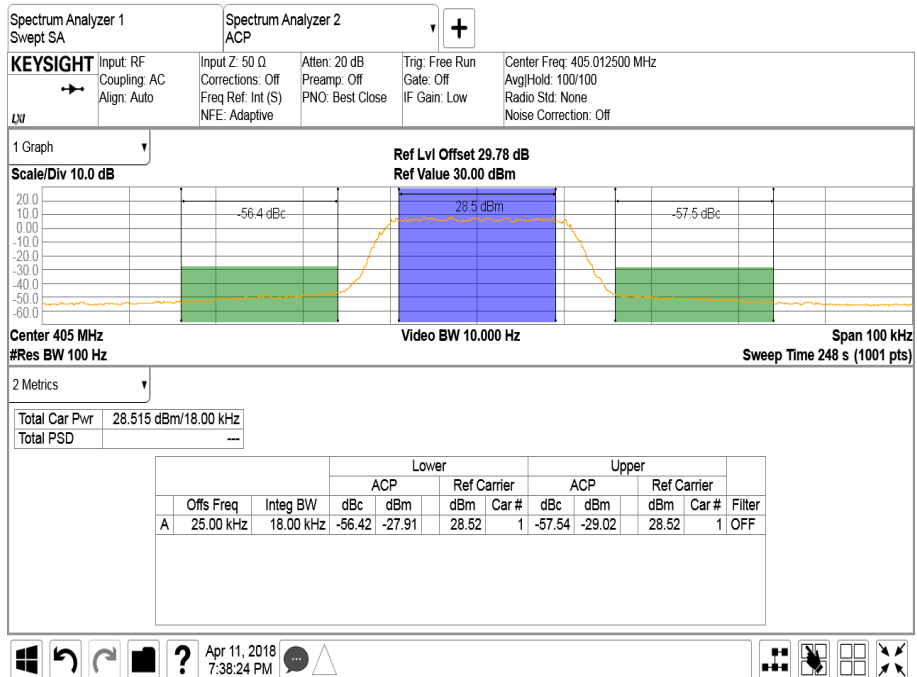 Spectrum Analyzer 1
Swept SA
Spectrum Analyzer 2
ACP
▼
+
KEYSIGHT
LXI
Input: RF
Coupling: AC
Align: Auto
Input Z: 50 Ω
Corrections: Off
Freq Ref: Int (S)
NFE: Adaptive
Atten: 20 dB
Preamp: Off
PNO: Best Close
Trig: Free Run
Gate: Off
IF Gain: Low
Center Freq: 405.012500 MHz
Avg|Hold: 100/100
Radio Std: None
Noise Correction: Off
1 Graph ▼
Scale/Div 10.0 dB
Ref Lvl Offset 29.78 dB
Ref Value 30.00 dBm
20.0
10.0
0.00
-10.0
-20.0
-30.0
-40.0
-50.0
-60.0
-56.4 dBc
28.5 dBm
-57.5 dBc
Center 405 MHz
Video BW 10.000 Hz
Span 100 kHz
#Res BW 100 Hz
Sweep Time 248 s (1001 pts)
2 Metrics ▼
Total Car Pwr 28.515 dBm/18.00 kHz
Total PSD ---
Lower Upper
ACP Ref Carrier ACP Ref Carrier
Offs Freq Integ BW dBc dBm dBm Car # dBc dBm dBm Car # Filter
A 25.00 kHz 18.00 kHz -56.42 -27.91 28.52 1 -57.54 -29.02 28.52 1 OFF
?
Apr 11, 2018
7:38:24 PM